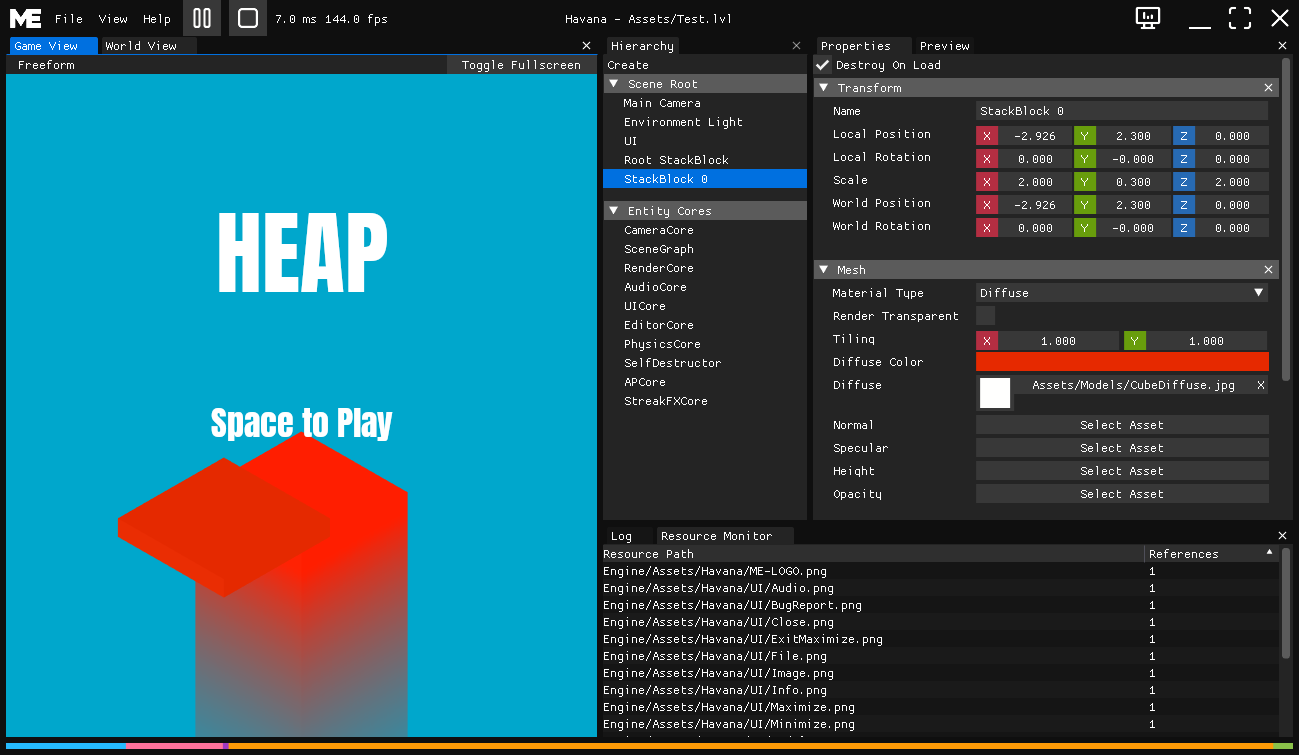 ME File View Help 7.0 ms 144.0 fps Havana - Assets/Test.lvl
Game View World View
Freeform Toggle Fullscreen
HEAP
Space to Play
Hierarchy
Create
Scene Root
Main Camera
Environment Light
UI
Root StackBlock
StackBlock 0
Entity Cores
CameraCore
SceneGraph
RenderCore
AudioCore
UICore
EditorCore
PhysicsCore
SelfDestructor
APCore
StreakFXCore
Properties Preview
Destroy On Load
Transform
Name StackBlock 0
Local Position X -2.926 Y 2.300 Z 0.000
Local Rotation X 0.000 Y -0.000 Z 0.000
Scale X 2.000 Y 0.300 Z 2.000
World Position X -2.926 Y 2.300 Z 0.000
World Rotation X 0.000 Y -0.000 Z 0.000
Mesh
Material Type Diffuse
Render Transparent
Tiling X 1.000 Y 1.000
Diffuse Color
Diffuse Assets/Models/CubeDiffuse.jpg X
Normal Select Asset
Specular Select Asset
Height Select Asset
Opacity Select Asset
Log Resource Monitor
Resource Path References
Engine/Assets/Havana/ME-LOGO.png 1
Engine/Assets/Havana/UI/Audio.png 1
Engine/Assets/Havana/UI/BugReport.png 1
Engine/Assets/Havana/UI/Close.png 1
Engine/Assets/Havana/UI/ExitMaximize.png 1
Engine/Assets/Havana/UI/File.png 1
Engine/Assets/Havana/UI/Image.png 1
Engine/Assets/Havana/UI/Info.png 1
Engine/Assets/Havana/UI/Maximize.png 1
Engine/Assets/Havana/UI/Minimize.png 1